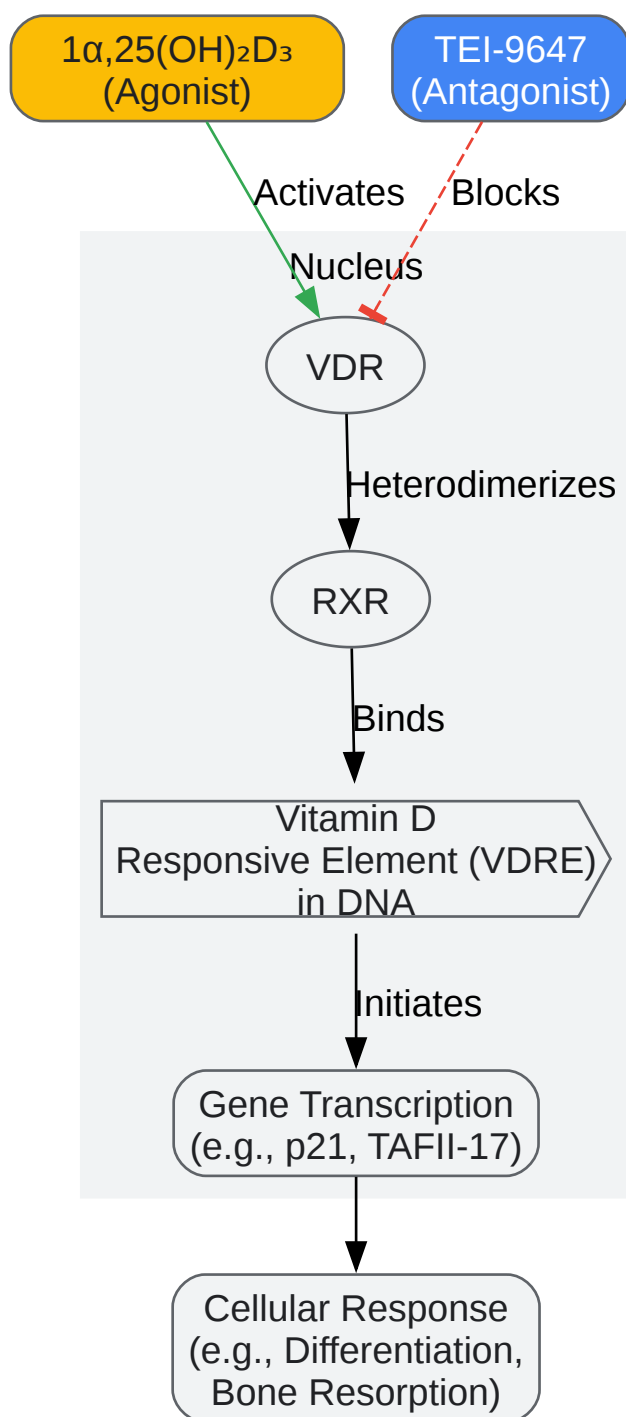 1α,25(OH)₂D₃
(Agonist)
TEI-9647
(Antagonist)
Activates
Blocks
Nucleus
VDR
Heterodimerizes
RXR
Binds
Vitamin D
Responsive Element (VDRE)
in DNA
Initiates
Gene Transcription
(e.g., p21, TAFII-17)
Cellular Response
(e.g., Differentiation,
Bone Resorption)